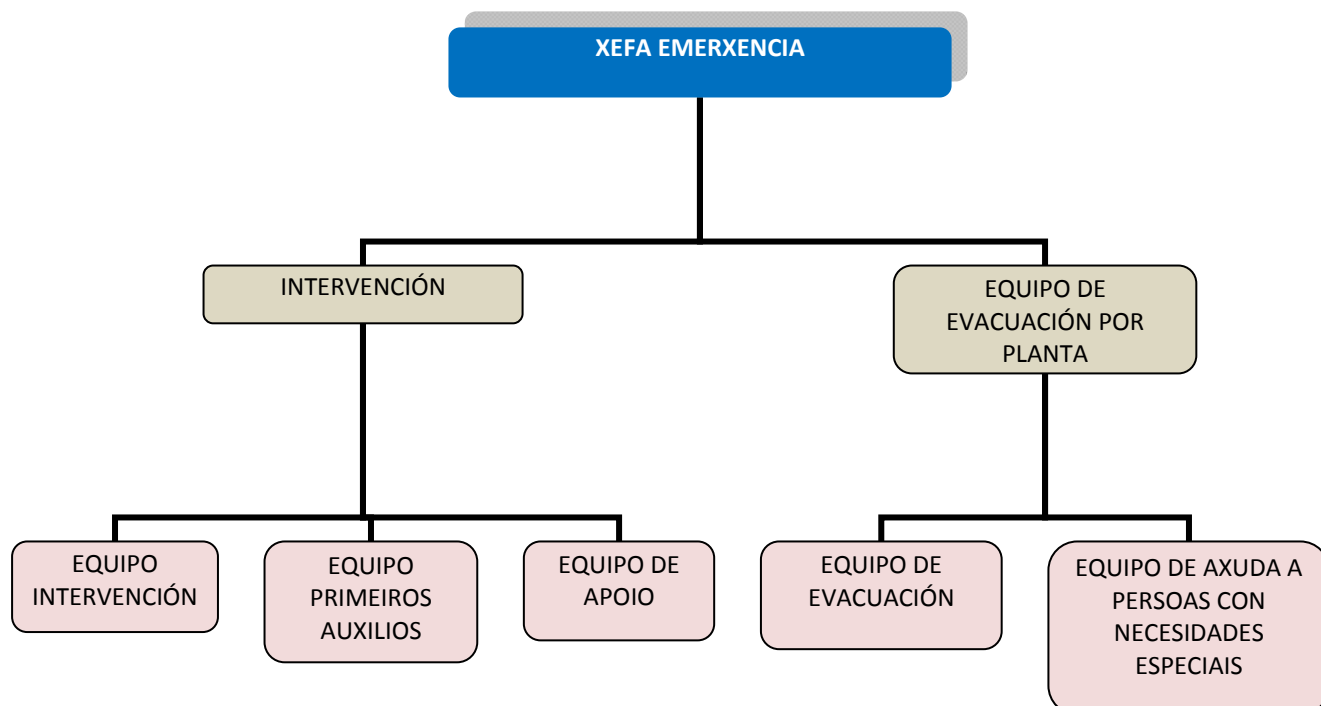 XEFA EMERXENCIA
INTERVENCIÓN
EQUIPO DE
EVACUACIÓN POR
PLANTA
EQUIPO
INTERVENCIÓN
EQUIPO
PRIMEIROS
AUXILIOS
EQUIPO DE
APOIO
EQUIPO DE
EVACUACIÓN
EQUIPO DE AXUDA A
PERSOAS CON
NECESIDADES
ESPECIAIS